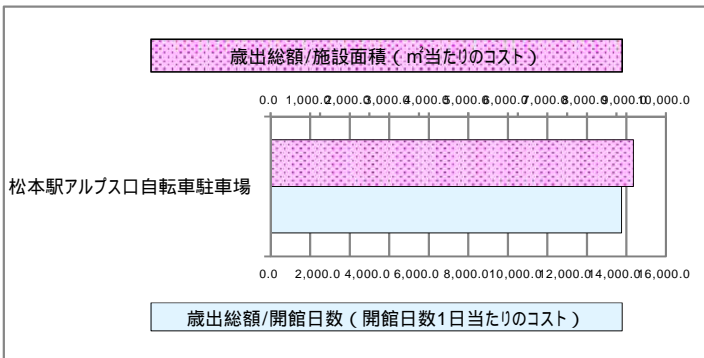 歳出総額/施設面積(㎡当たりのコスト)
0.0 1,000.0 2,000.0 3,000.0 4,000.0 5,000.0 6,000.0 7,000.0 8,000.0 9,000.0 10,000.0
松本駅アルプス口自転車駐車場
0.0 2,000.0 4,000.0 6,000.0 8,000.0 10,000.0 12,000.0 14,000.0 16,000.0
歳出総額/開館日数(開館日数1日当たりのコスト)